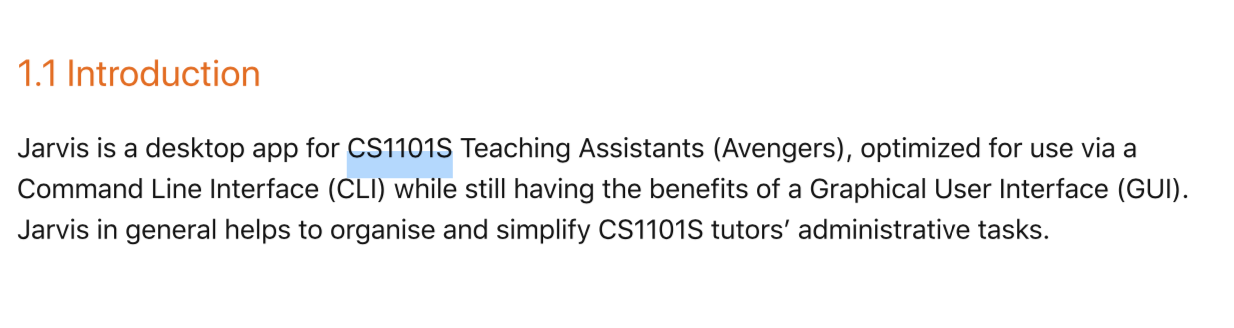 1.1 Introduction
Jarvis is a desktop app for CS1101S Teaching Assistants (Avengers), optimized for use via a
Command Line Interface (CLI) while still having the benefits of a Graphical User Interface (GUI).
Jarvis in general helps to organise and simplify CS1101S tutors’ administrative tasks.